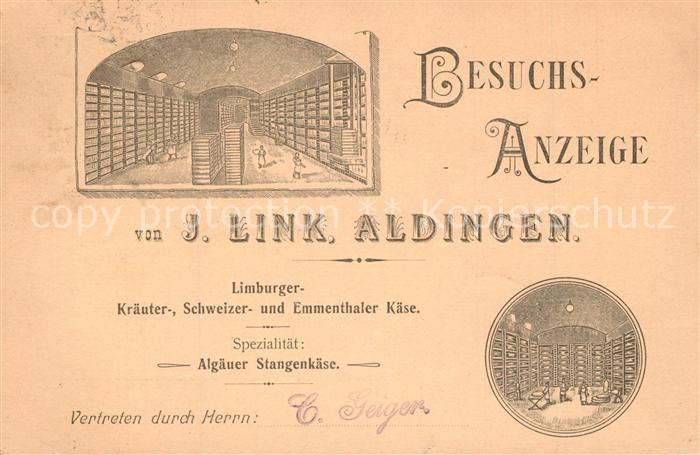 BESUCHS-
ANZEIGE
von J. LINK, ALDINGEN.
copy protection ** Kopierschutz
Limburger-
Kräuter-, Schweizer- und Emmenthaler Käse.
Spezialität:
Algäuer Stangenkäse.
Vertreten durch Herrn: C. Geiger.